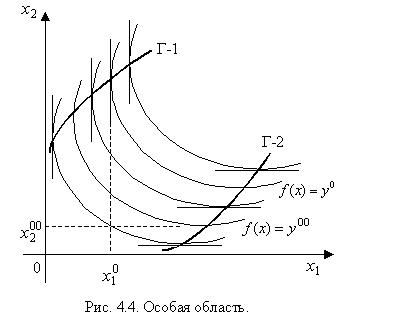 x₂
Г-1
Г-2
f(x) = y⁰
x₂⁰⁰
f(x) = y⁰⁰
0
x₁⁰
x₁
Рис. 4.4. Особая область.